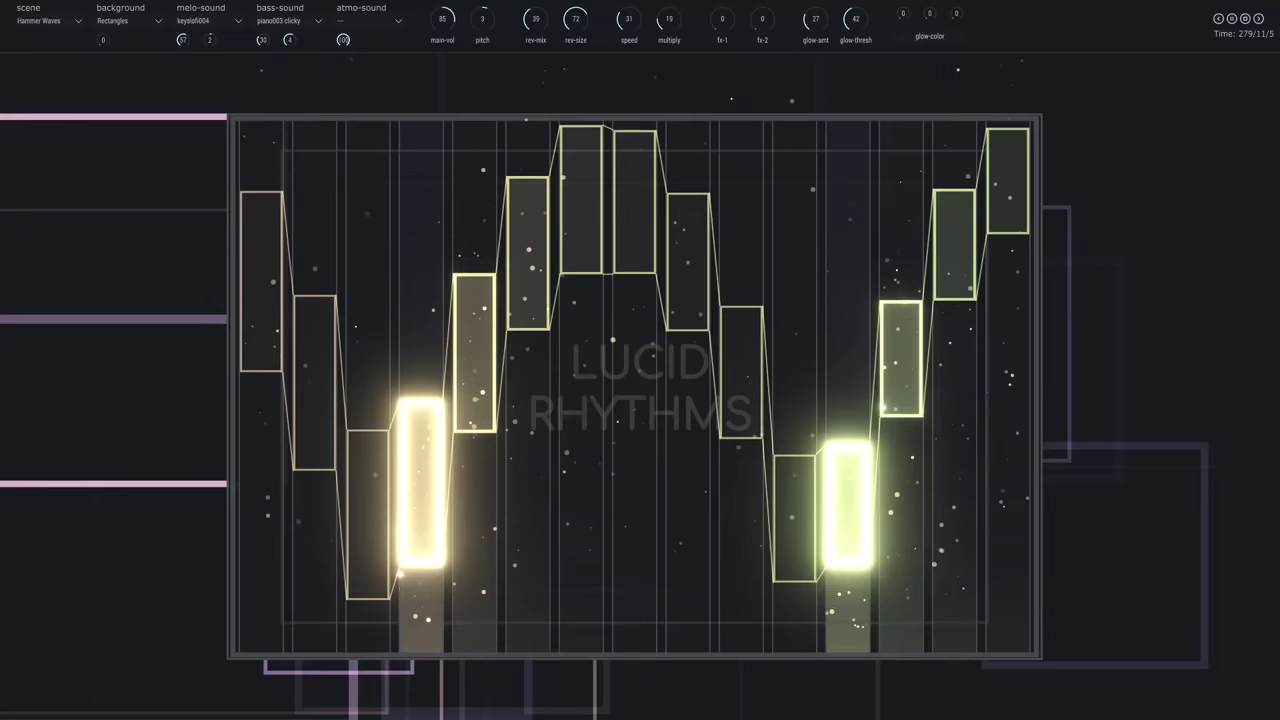 scene
Hammer Waves
background
Rectangles
0
melo-sound
keyslofi004
57
2
bass-sound
piano003 clicky
30
4
atmo-sound
---
100
85
main-vol
3
pitch
39
rev-mix
72
rev-size
31
speed
19
multiply
0
fx-1
0
fx-2
27
glow-amt
42
glow-thresh
0
0
0
glow-color
Time: 279/11/5
LUCID
RHYTHMS